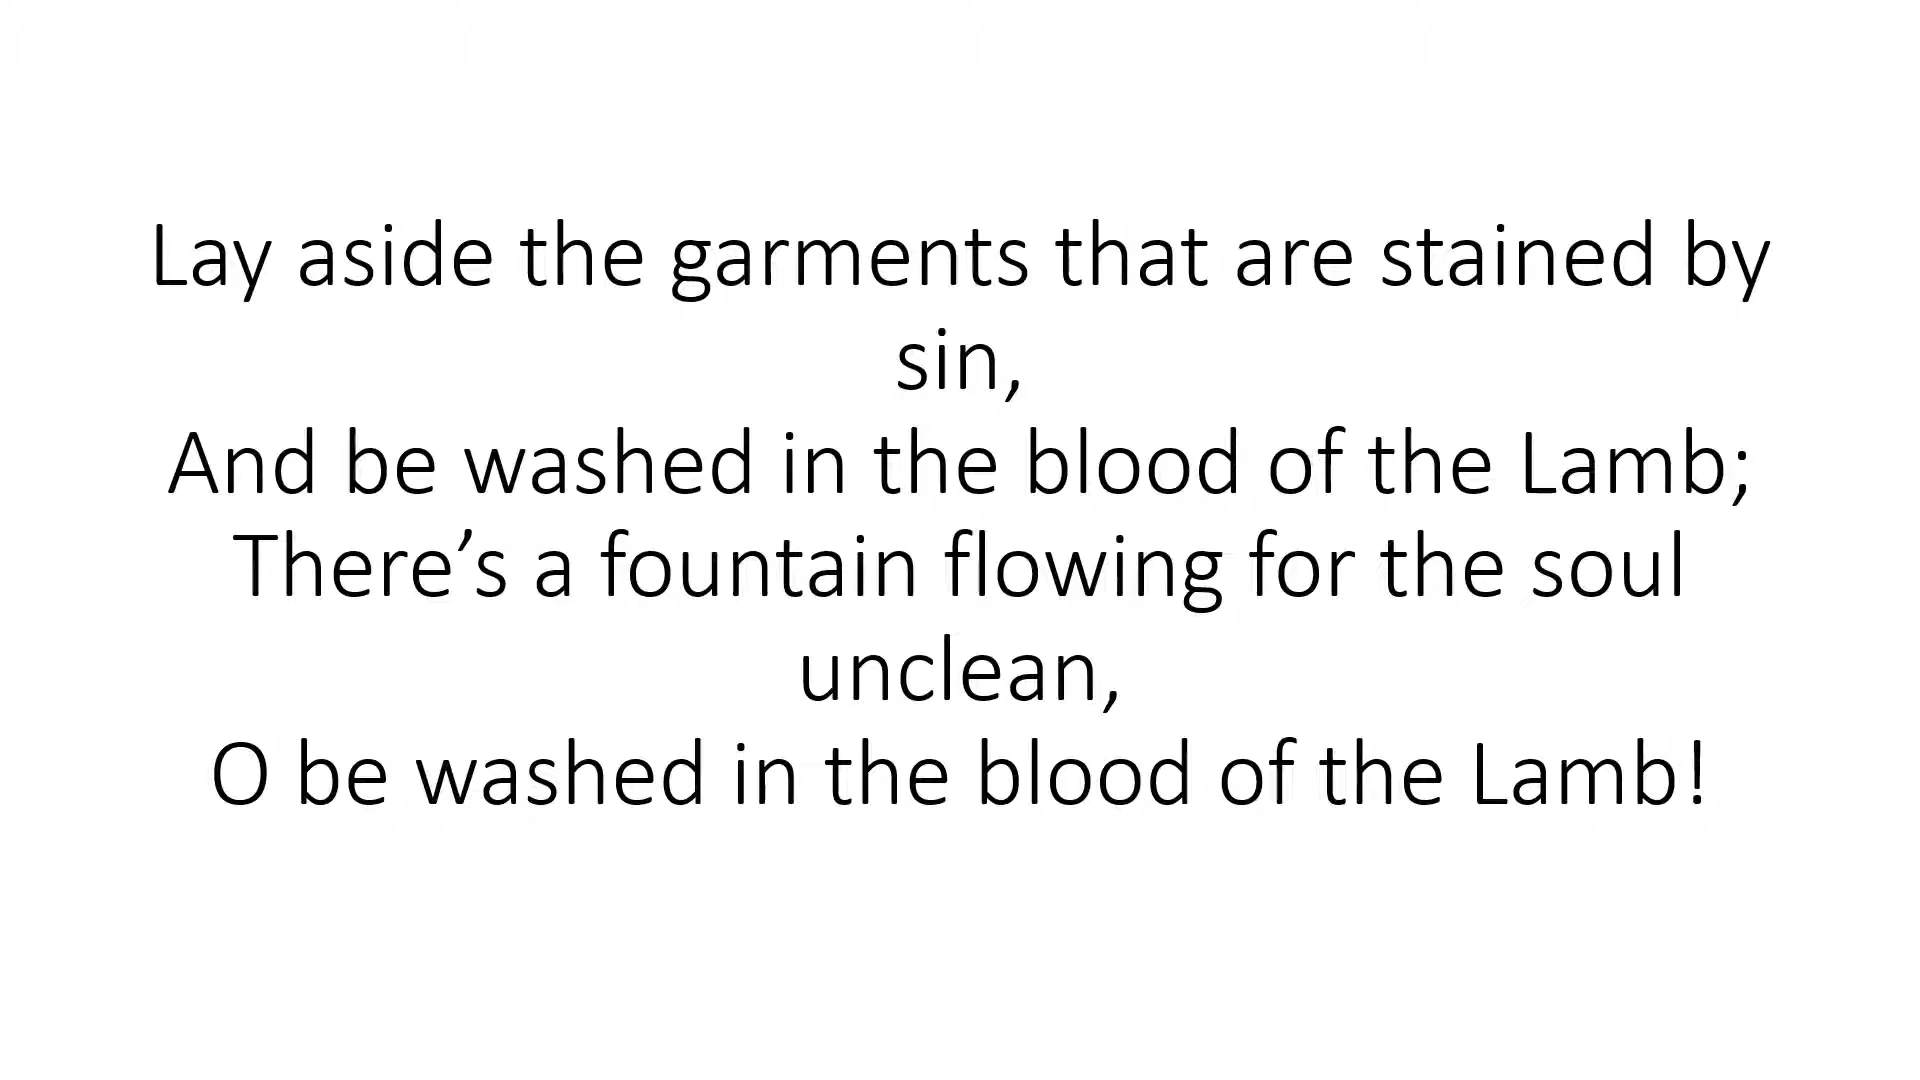 Lay aside the garments that are stained by
sin,
And be washed in the blood of the Lamb;
There’s a fountain flowing for the soul
unclean,
O be washed in the blood of the Lamb!